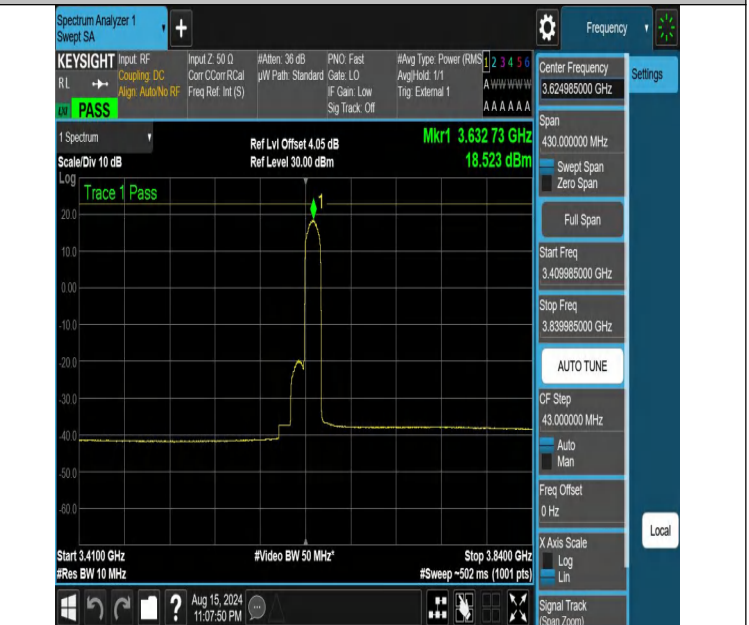 Spectrum Analyzer 1
Swept SA
+
Frequency
KEYSIGHT
RL
LXI
PASS
Input: RF
Coupling: DC
Align: Auto/No RF
Input Z: 50 Ω
Corr CCorr RCal
Freq Ref: Int (S)
#Atten: 36 dB
µW Path: Standard
PNO: Fast
Gate: LO
IF Gain: Low
Sig Track: Off
#Avg Type: Power (RMS
Avg|Hold: 1/1
Trig: External 1
1 2 3 4 5 6
A W W W W W
A A A A A A
1 Spectrum
Scale/Div 10 dB
Ref Lvl Offset 4.05 dB
Ref Level 30.00 dBm
Mkr1 3.632 73 GHz
18.523 dBm
Log
Trace 1 Pass
1
20.0
10.0
0.00
-10.0
-20.0
-30.0
-40.0
-50.0
-60.0
Start 3.4100 GHz
#Res BW 10 MHz
#Video BW 50 MHz*
Stop 3.8400 GHz
#Sweep ~502 ms (1001 pts)
?
Aug 15, 2024
11:07:50 PM
Center Frequency
3.624985000 GHz
Settings
Span
430.000000 MHz
Swept Span
Zero Span
Full Span
Start Freq
3.409985000 GHz
Stop Freq
3.839985000 GHz
AUTO TUNE
CF Step
43.000000 MHz
Auto
Man
Freq Offset
0 Hz
Local
X Axis Scale
Log
Lin
Signal Track
(Span Zoom)